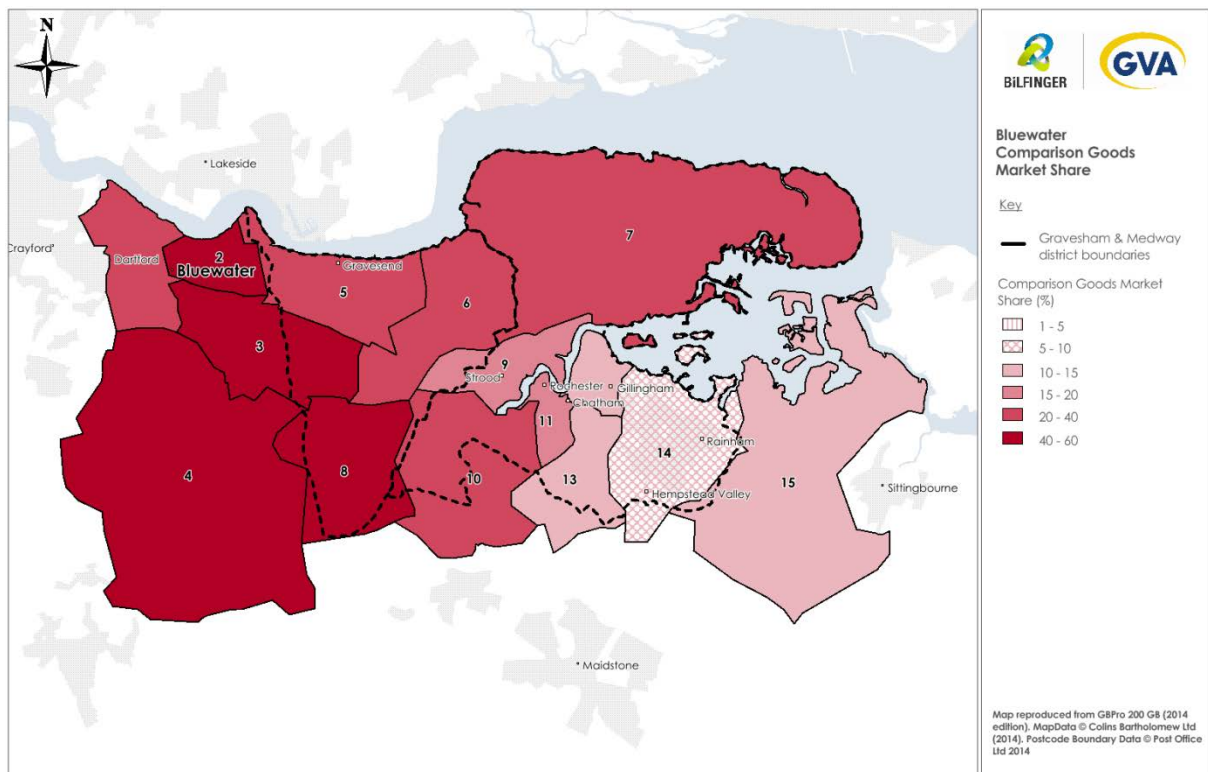 N
Lakeside
Crayford
Dartford
2
Bluewater
Gravesend
5
6
7
3
9
Strood
Rochester
Gillingham
Chatham
11
4
8
10
13
14
Rainham
Hempstead Valley
15
Sittingbourne
Maidstone
BILFINGER
GVA
Bluewater
Comparison Goods
Market Share
Key
Gravesham & Medway
district boundaries
Comparison Goods Market
Share (%)
1 - 5
5 - 10
10 - 15
15 - 20
20 - 40
40 - 60
Map reproduced from GBPro 200 GB (2014
edition). MapData © Collins Bartholomew Ltd
(2014). Postcode Boundary Data © Post Office
Ltd 2014